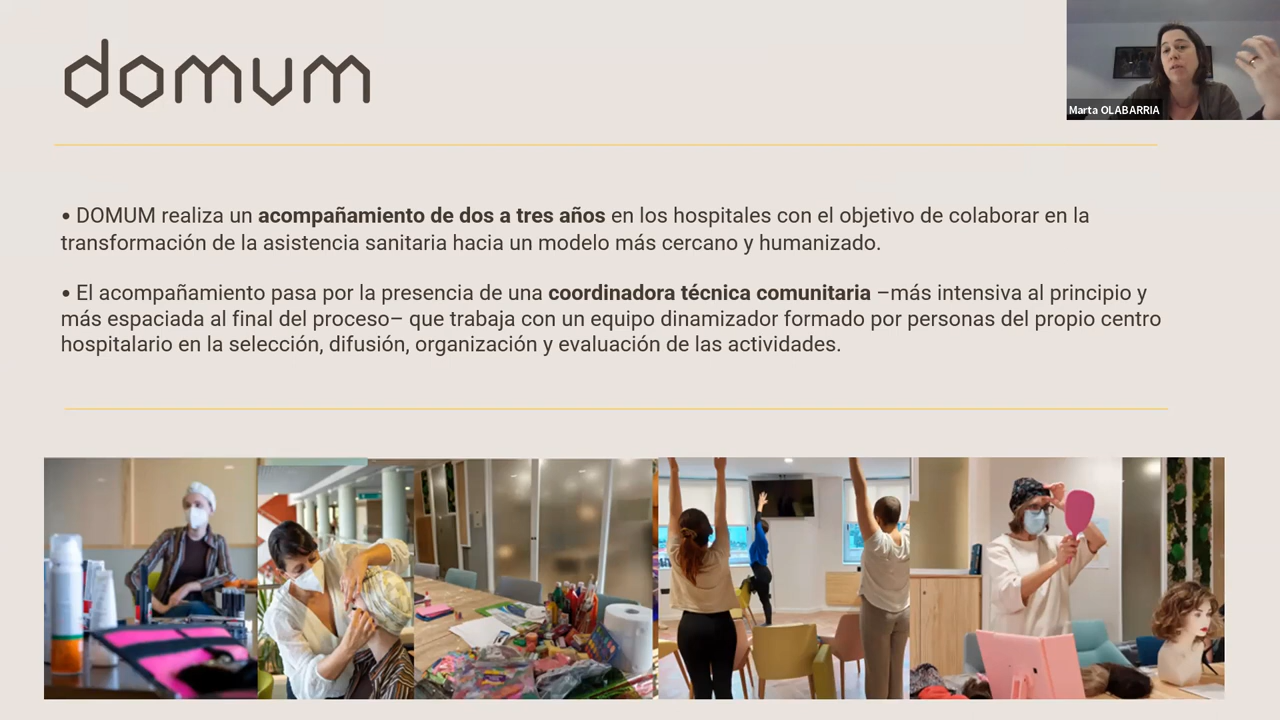 domum
Marta OLABARRIA
• DOMUM realiza un acompañamiento de dos a tres años en los hospitales con el objetivo de colaborar en la
transformación de la asistencia sanitaria hacia un modelo más cercano y humanizado.
• El acompañamiento pasa por la presencia de una coordinadora técnica comunitaria –más intensiva al principio y
más espaciada al final del proceso– que trabaja con un equipo dinamizador formado por personas del propio centro
hospitalario en la selección, difusión, organización y evaluación de las actividades.